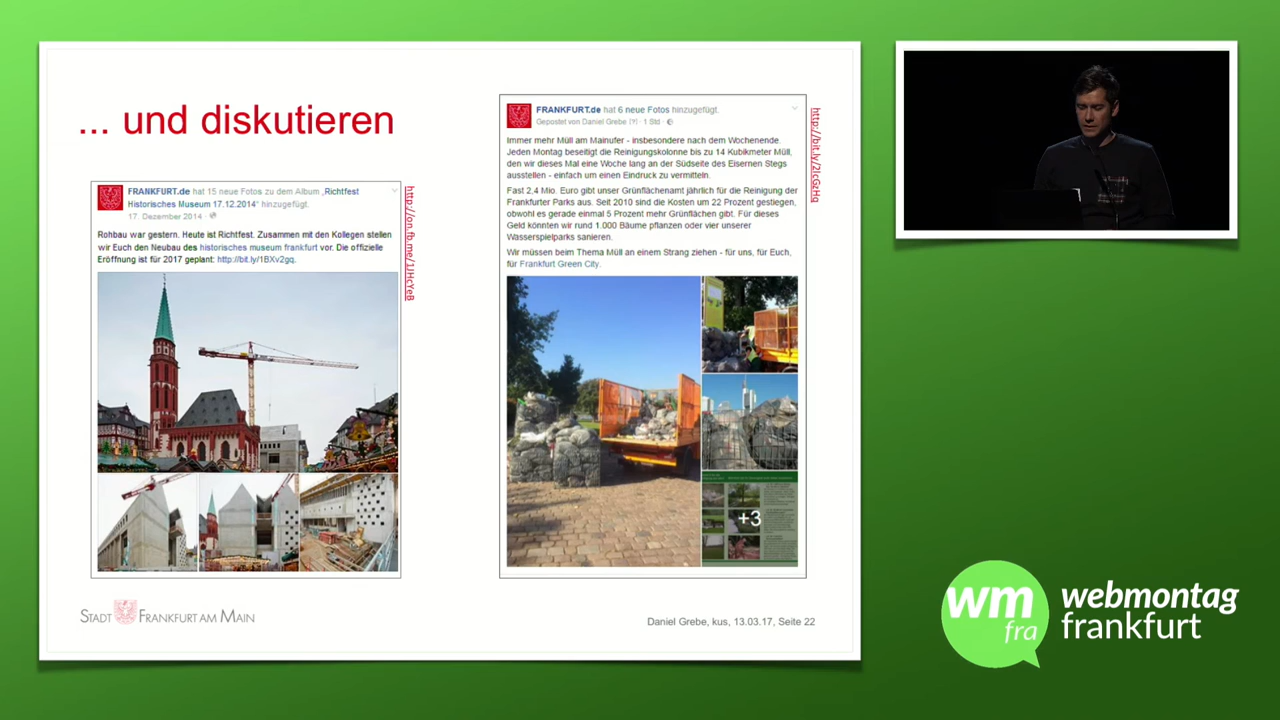 ... und diskutieren
FRANKFURT.de hat 15 neue Fotos zu dem Album „Richtfest
Historisches Museum 17.12.2014“ hinzugefügt.
17. Dezember 2014 ·
Rohbau war gestern. Heute ist Richtfest. Zusammen mit den Kollegen stellen
wir Euch den Neubau des historisches museum frankfurt vor. Die offizielle
Eröffnung ist für 2017 geplant: http://bit.ly/1BXv2gq.
http://on.fb.me/1JHcYeB
FRANKFURT.de hat 6 neue Fotos hinzugefügt.
Gepostet von Daniel Grebe [?] · 1 Std ·
Immer mehr Müll am Mainufer - insbesondere nach dem Wochenende.
Jeden Montag beseitigt die Reinigungskolonne bis zu 14 Kubikmeter Müll,
den wir dieses Mal eine Woche lang an der Südseite des Eisernen Stegs
ausstellen - einfach um einen Eindruck zu vermitteln.
Fast 2,4 Mio. Euro gibt unser Grünflächenamt jährlich für die Reinigung der
Frankfurter Parks aus. Seit 2010 sind die Kosten um 22 Prozent gestiegen,
obwohl es gerade einmal 5 Prozent mehr Grünflächen gibt. Für dieses
Geld könnten wir rund 1.000 Bäume pflanzen oder vier unserer
Wasserspielparks sanieren.
Wir müssen beim Thema Müll an einem Strang ziehen - für uns, für Euch,
für Frankfurt Green City.
+3
http://bit.ly/2lcGzHq
STADT FRANKFURT AM MAIN
Daniel Grebe, kus, 13.03.17, Seite 22
wm
fra
webmontag
frankfurt